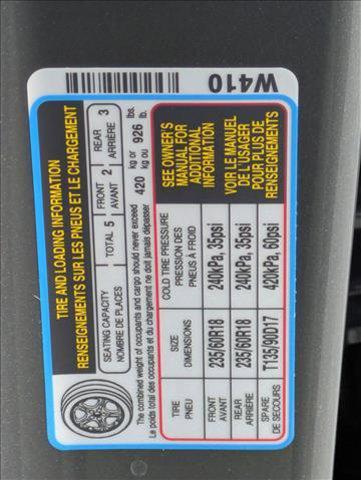 W410
TIRE AND LOADING INFORMATION
RENSEIGNEMENTS SUR LES PNEUS ET LE CHARGEMENT
SEATING CAPACITY
NOMBRE DE PLACES
TOTAL 5
FRONT
AVANT
2
REAR
ARRIÈRE
3
The combined weight of occupants and cargo should never exceed
Le poids total des occupants et du chargement ne doit jamais dépasser
420 kg or
kg ou
926 lbs.
lb.
TIRE
PNEU
SIZE
DIMENSIONS
COLD TIRE PRESSURE
PRESSION DES
PNEUS À FROID
FRONT
AVANT
235/60R18
240kPa, 35psi
REAR
ARRIÈRE
235/60R18
240kPa, 35psi
SPARE
DE SECOURS
T135/90D17
420kPa, 60psi
SEE OWNER'S
MANUAL FOR
ADDITIONAL
INFORMATION
VOIR LE MANUEL
DE L'USAGER
POUR PLUS DE
RENSEIGNEMENTS